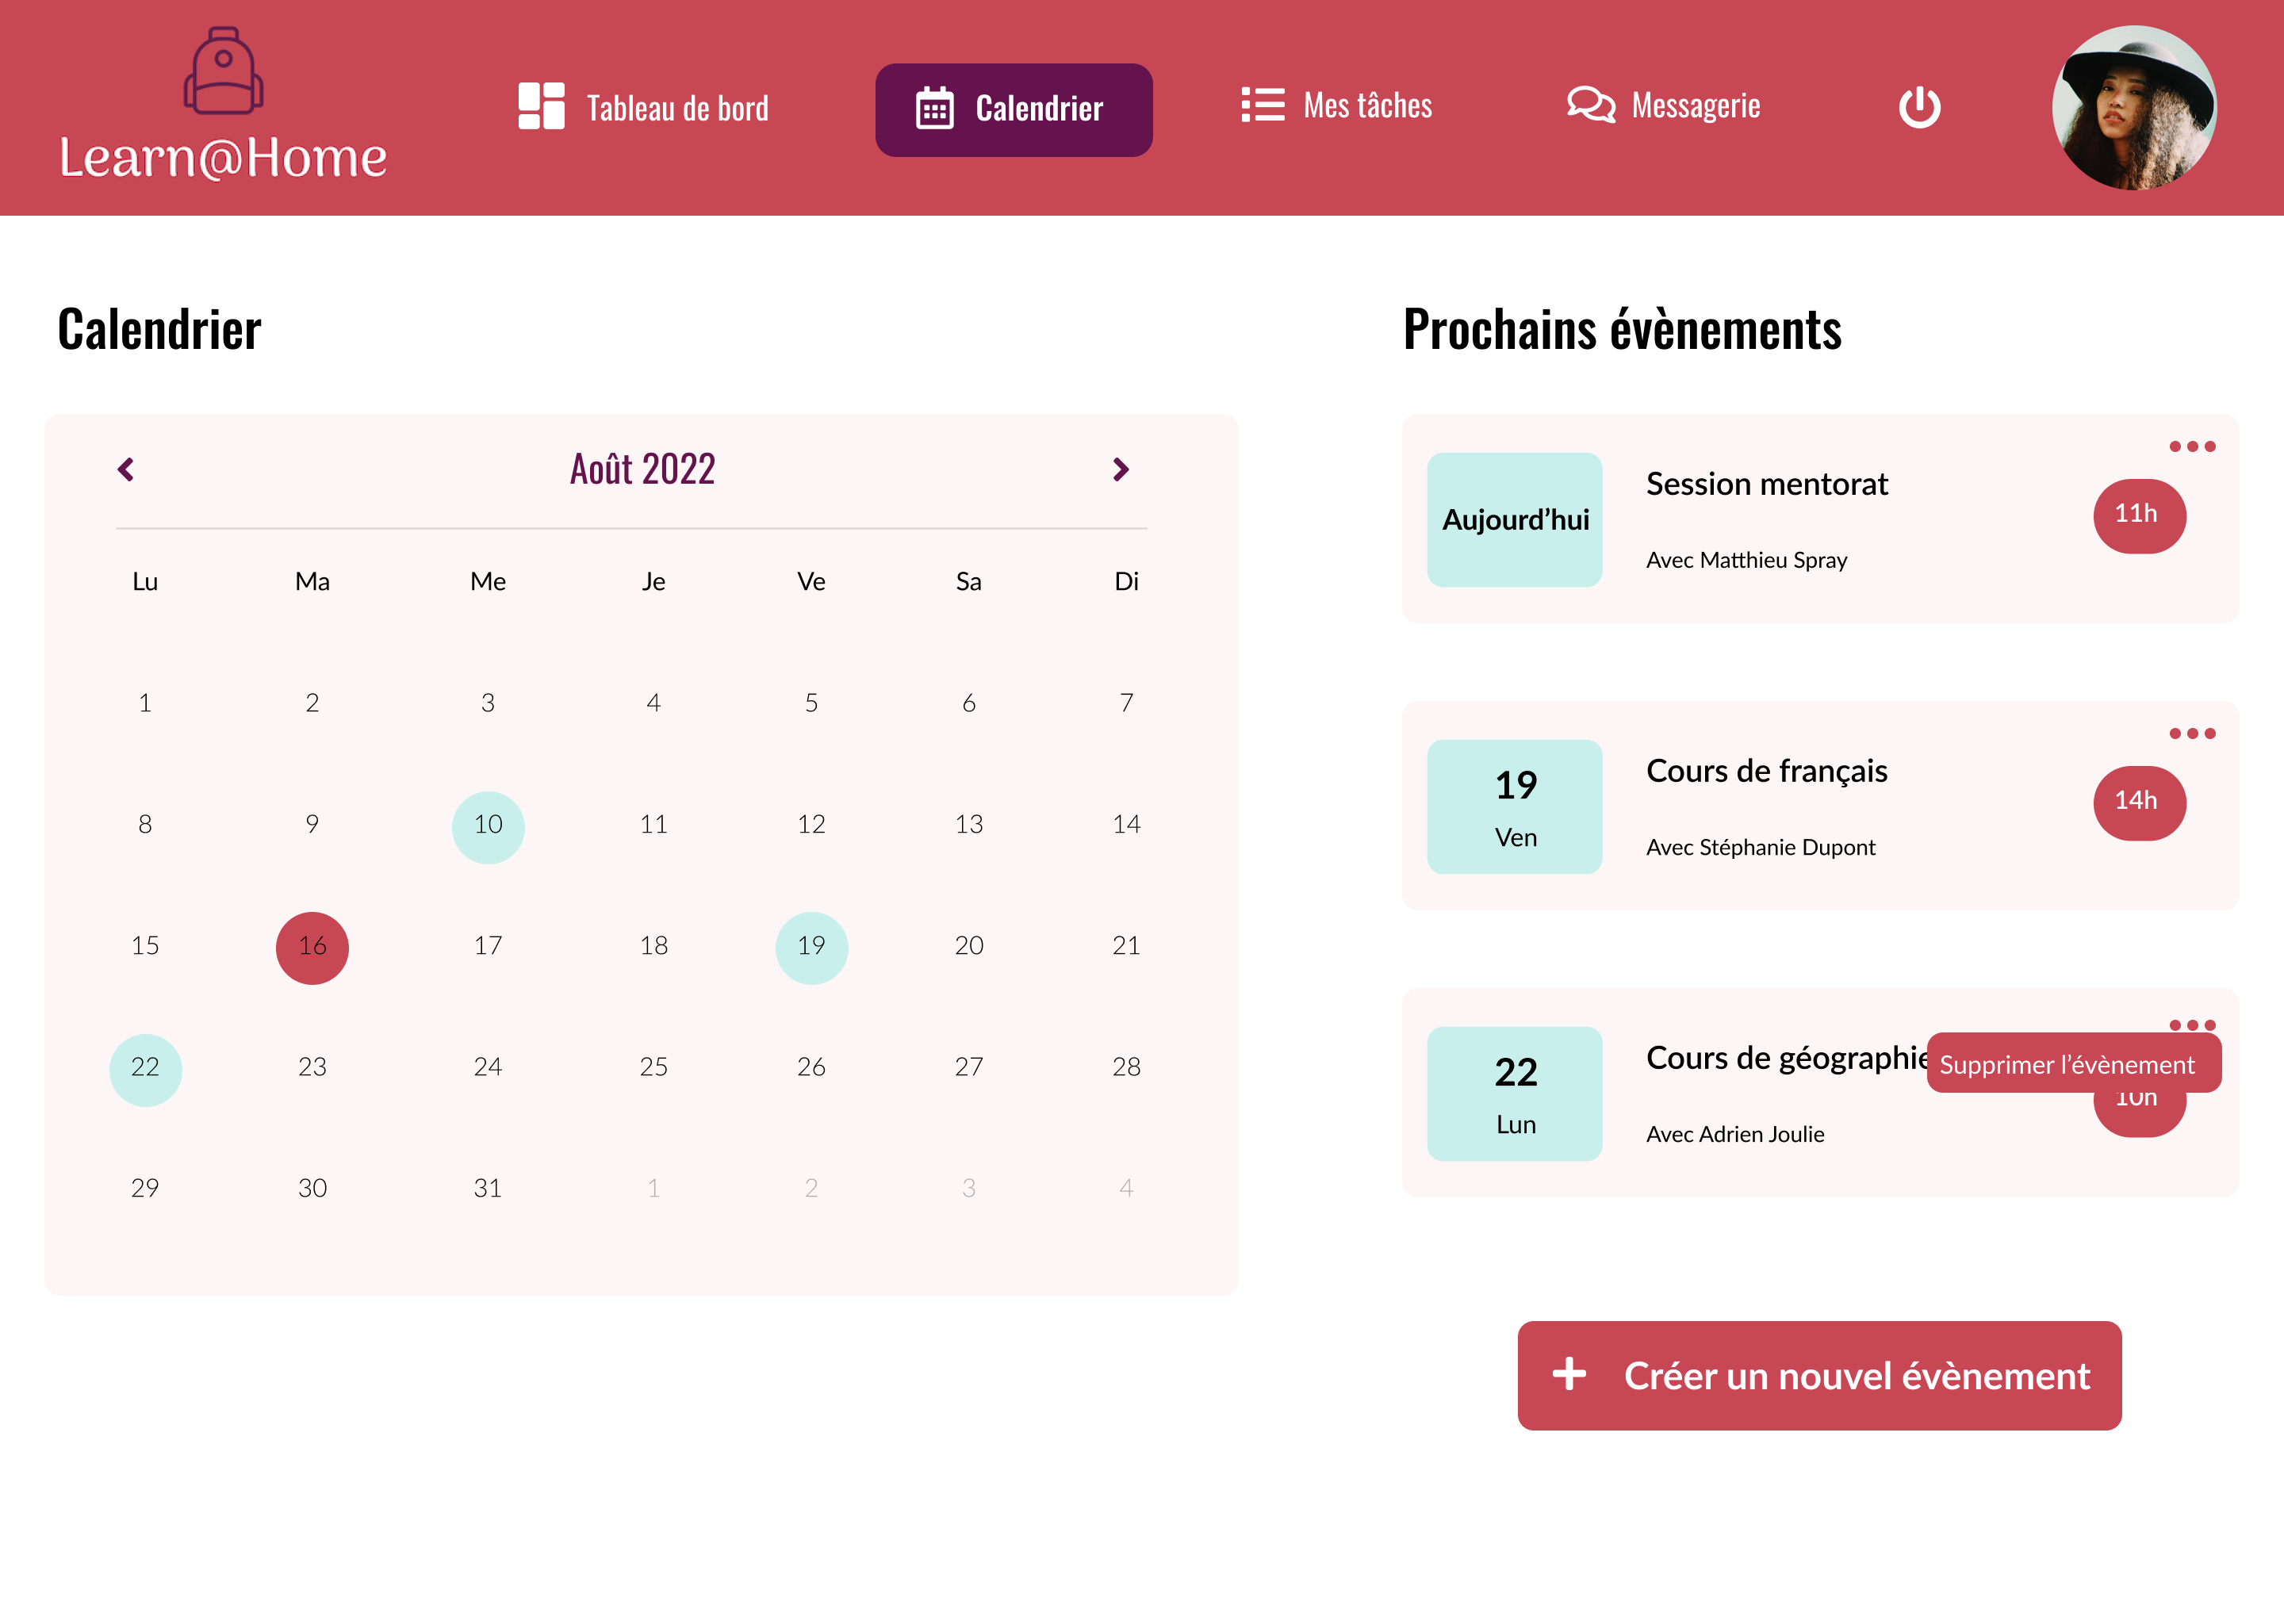 Learn@Home
Tableau de bord
Calendrier
Mes tâches
Messagerie
Calendrier
Août 2022
Lu Ma Me Je Ve Sa Di
1 2 3 4 5 6 7
8 9 10 11 12 13 14
15 16 17 18 19 20 21
22 23 24 25 26 27 28
29 30 31 1 2 3 4
Prochains évènements
Aujourd’hui
Session mentorat
Avec Matthieu Spray
11h
19
Ven
Cours de français
Avec Stéphanie Dupont
14h
22
Lun
Cours de géographie
Supprimer l’évènement
10h
Avec Adrien Joulie
Créer un nouvel évènement